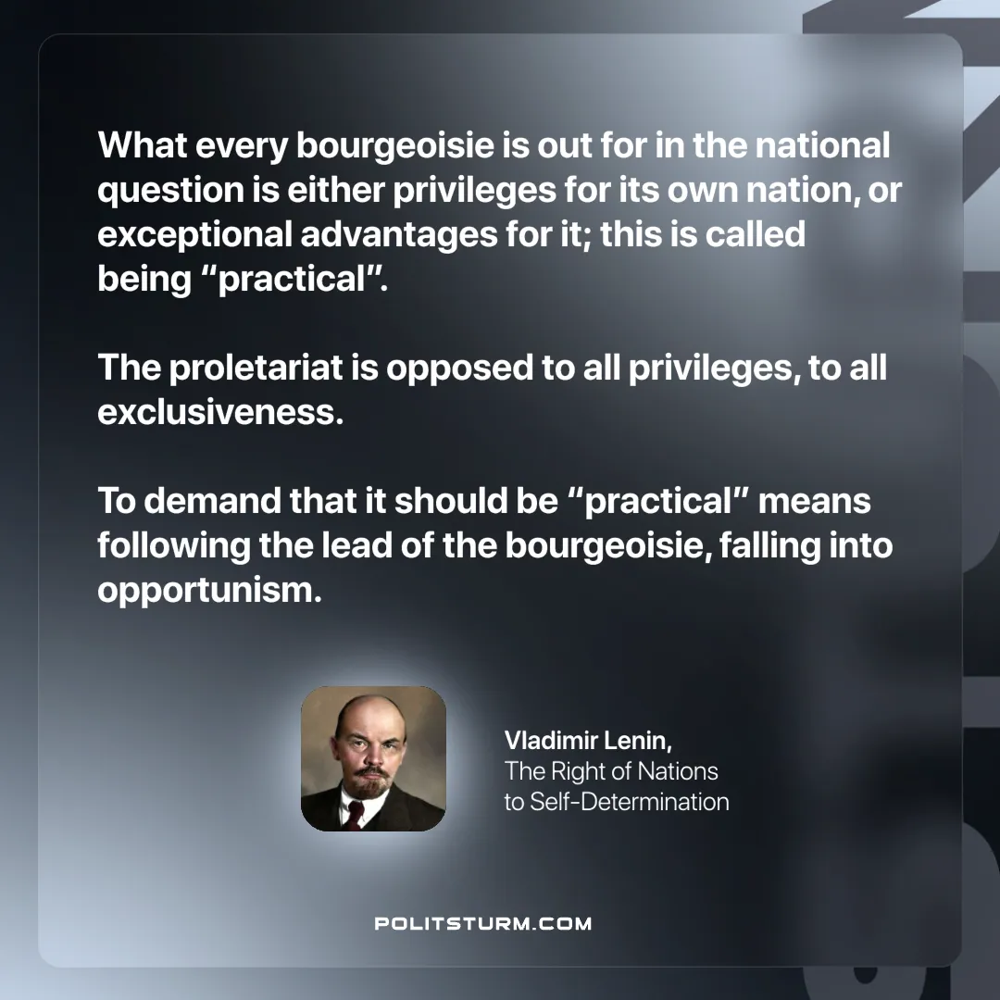 What every bourgeoisie is out for in the national
question is either privileges for its own nation, or
exceptional advantages for it; this is called
being “practical”.
The proletariat is opposed to all privileges, to all
exclusiveness.
To demand that it should be “practical” means
following the lead of the bourgeoisie, falling into
opportunism.
Vladimir Lenin,
The Right of Nations
to Self-Determination
POLITSTURM.COM